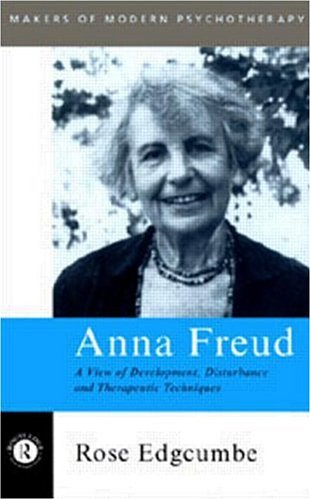 MAKERS OF MODERN PSYCHOTHERAPY
Anna Freud
A View of Development, Disturbance
and Therapeutic Techniques
R
Rose Edgcumbe